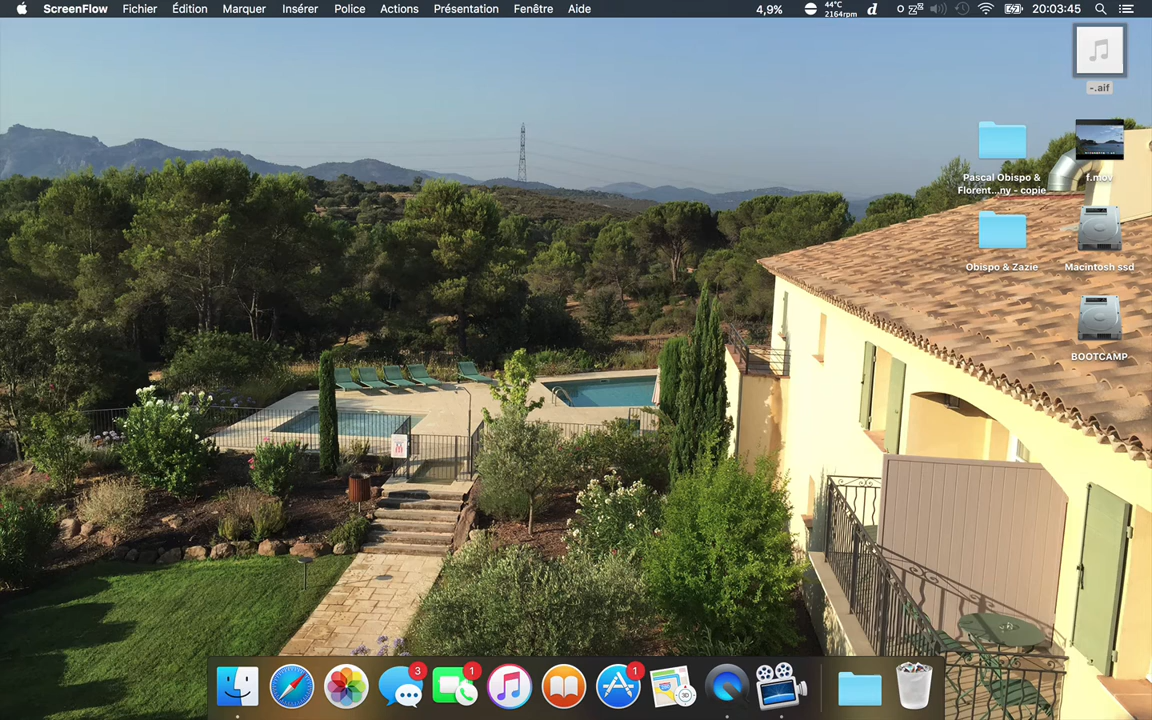 ScreenFlow Fichier Édition Marquer Insérer Police Actions Présentation Fenêtre Aide 4,9% 44°C 20:03:45
2164rpm
-.aif
Pascal Obispo &
Florent...ny - copie
f.mov
Obispo & Zazie
Macintosh ssd
BOOTCAMP
3
1
1
3D